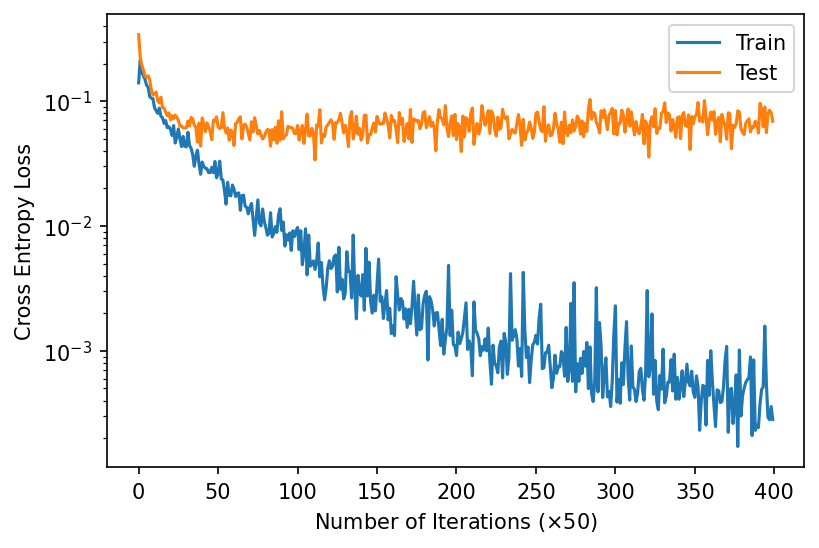 Train
Test
Cross Entropy Loss
10⁻¹
10⁻²
10⁻³
0 50 100 150 200 250 300 350 400
Number of Iterations (×50)